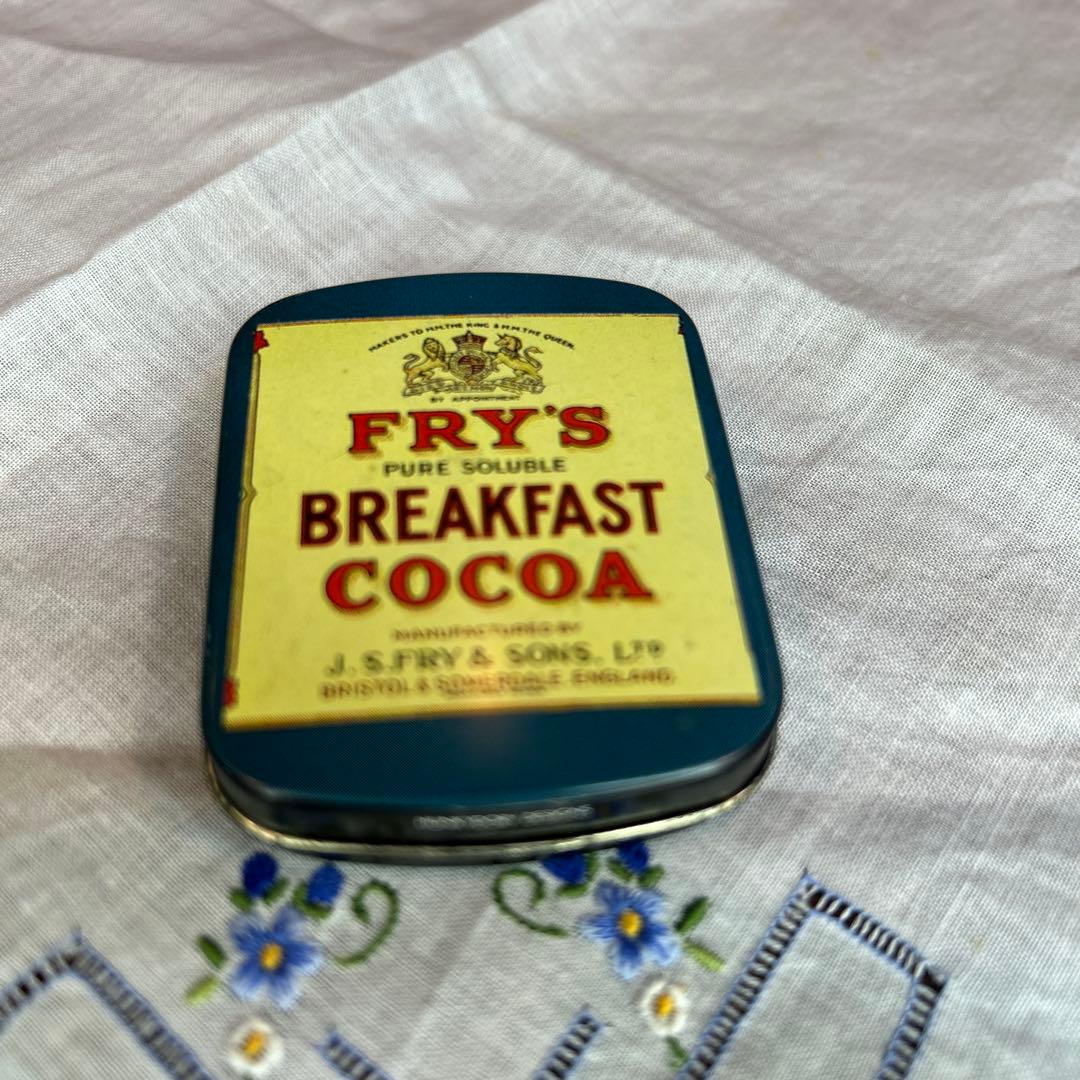 MAKERS TO H.M.THE KING & H.M.THE QUEEN.
BY APPOINTMENT
FRY'S
PURE SOLUBLE
BREAKFAST
COCOA
MANUFACTURED BY
J. S. FRY & SONS, LTD
BRISTOL & SOMERDALE, ENGLAND